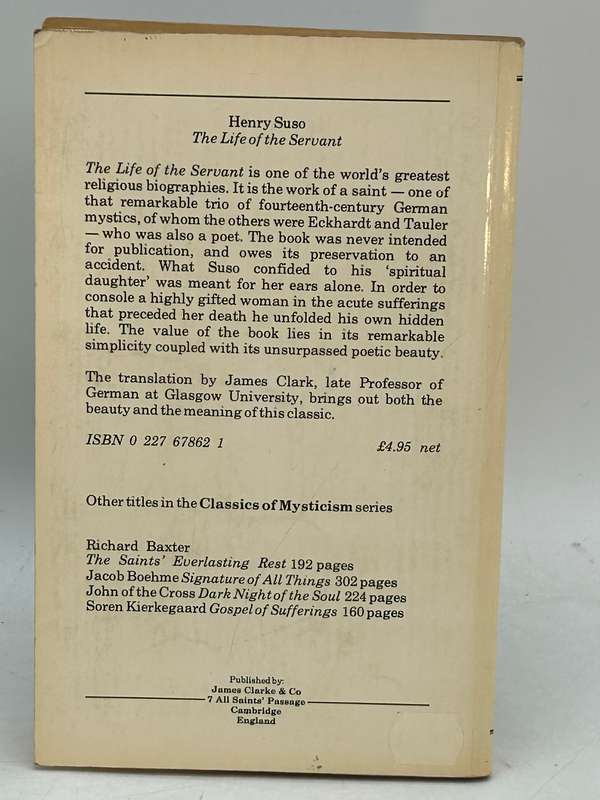 Henry Suso
The Life of the Servant
The Life of the Servant is one of the world's greatest
religious biographies. It is the work of a saint — one of
that remarkable trio of fourteenth-century German
mystics, of whom the others were Eckhardt and Tauler
— who was also a poet. The book was never intended
for publication, and owes its preservation to an
accident. What Suso confided to his 'spiritual
daughter' was meant for her ears alone. In order to
console a highly gifted woman in the acute sufferings
that preceded her death he unfolded his own hidden
life. The value of the book lies in its remarkable
simplicity coupled with its unsurpassed poetic beauty.
The translation by James Clark, late Professor of
German at Glasgow University, brings out both the
beauty and the meaning of this classic.
ISBN 0 227 67862 1 £4.95 net
Other titles in the Classics of Mysticism series
Richard Baxter
The Saints' Everlasting Rest 192 pages
Jacob Boehme Signature of All Things 302 pages
John of the Cross Dark Night of the Soul 224 pages
Soren Kierkegaard Gospel of Sufferings 160 pages
Published by:
James Clarke & Co
7 All Saints' Passage
Cambridge
England